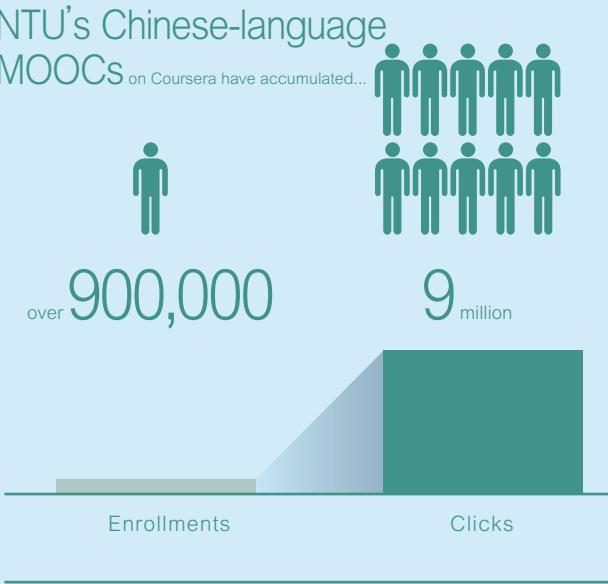 NTU's Chinese-language
MOOCs on Coursera have accumulated...
over 900,000
9 million
Enrollments
Clicks